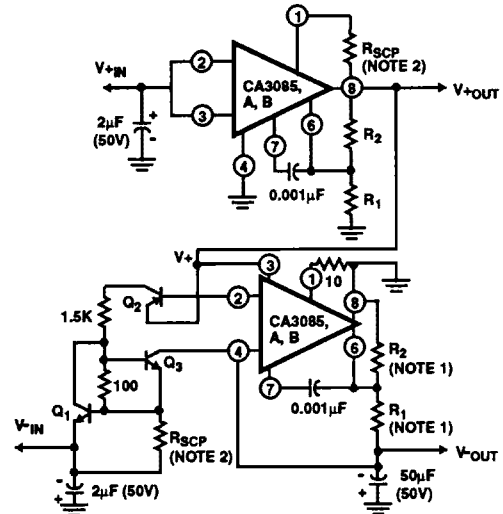 1
V+IN
2
CA3085,
A, B
RSCP
(NOTE 2)
8
V+OUT
3
2µF
(50V)
+
-
7
6
R2
4
0.001µF
R1
V+
3
1
10
Q2
2
CA3085,
A, B
8
1.5K
Q3
4
6
R2
(NOTE 1)
100
7
0.001µF
Q1
R1
(NOTE 1)
V-IN
RSCP
(NOTE 2)
V-OUT
-
+
2µF (50V)
-
+
50µF
(50V)